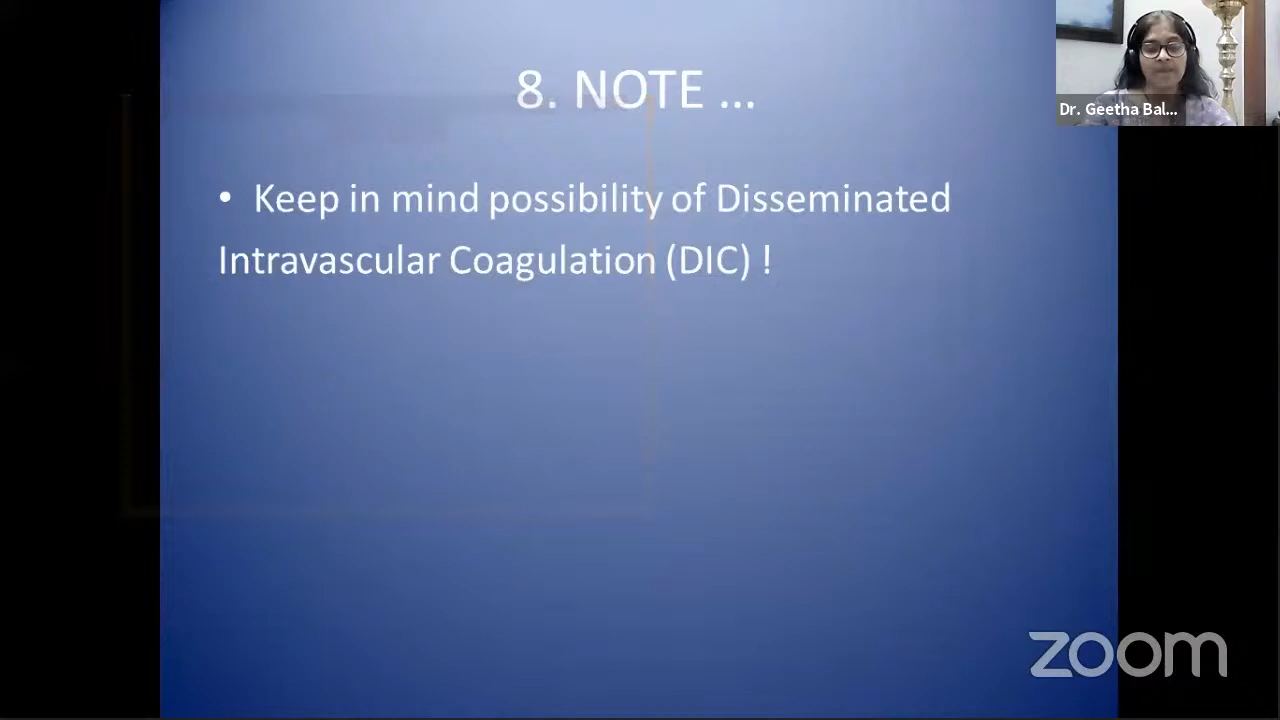 8. NOTE ...
Dr. Geetha Bal...
• Keep in mind possibility of Disseminated
Intravascular Coagulation (DIC) !
zoom